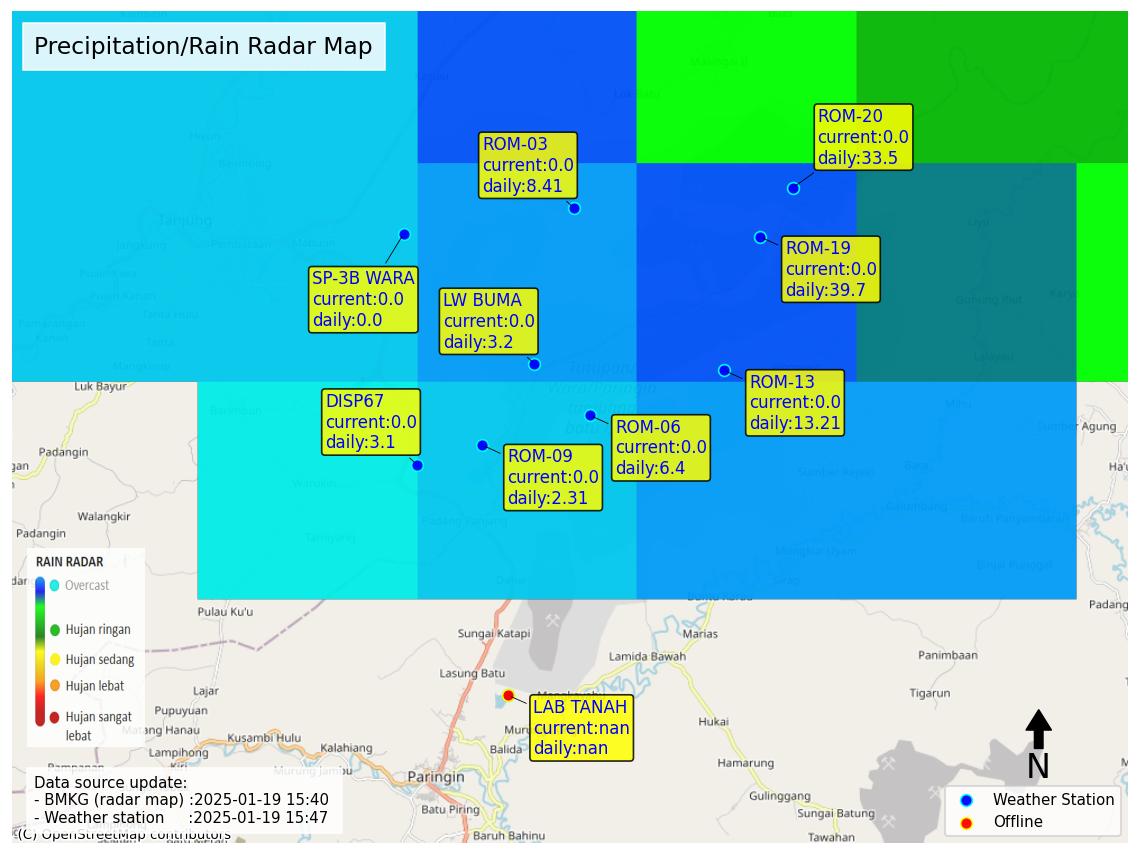 Precipitation/Rain Radar Map
ROM-20
current:0.0
daily:33.5
ROM-03
current:0.0
daily:8.41
ROM-19
current:0.0
daily:39.7
SP-3B WARA
current:0.0
daily:0.0
LW BUMA
current:0.0
daily:3.2
ROM-13
current:0.0
daily:13.21
DISP67
current:0.0
daily:3.1
ROM-06
current:0.0
daily:6.4
ROM-09
current:0.0
daily:2.31
LAB TANAH
current:nan
daily:nan
Tanjung
Luk Bayur
Padangin
Walangkir
Padangin
Pulau Ku'u
Sungai Katapi
Marias
Lamida Bawah
Panimbaan
Lasung Batu
Tigarun
Lajar
Pupuyuan
Matang Hanau
Kusambi Hulu
Kalahiang
Lampihong
Murung Jambu
Balida
Hukai
Hamarung
Paringin
Batu Piring
Gulinggang
Sungai Batung
Baruh Bahinu
Tawahan
RAIN RADAR
Overcast
Hujan ringan
Hujan sedang
Hujan lebat
Hujan sangat
lebat
Data source update:
- BMKG (radar map) :2025-01-19 15:40
- Weather station :2025-01-19 15:47
(C) OpenStreetMap contributors
N
Weather Station
Offline